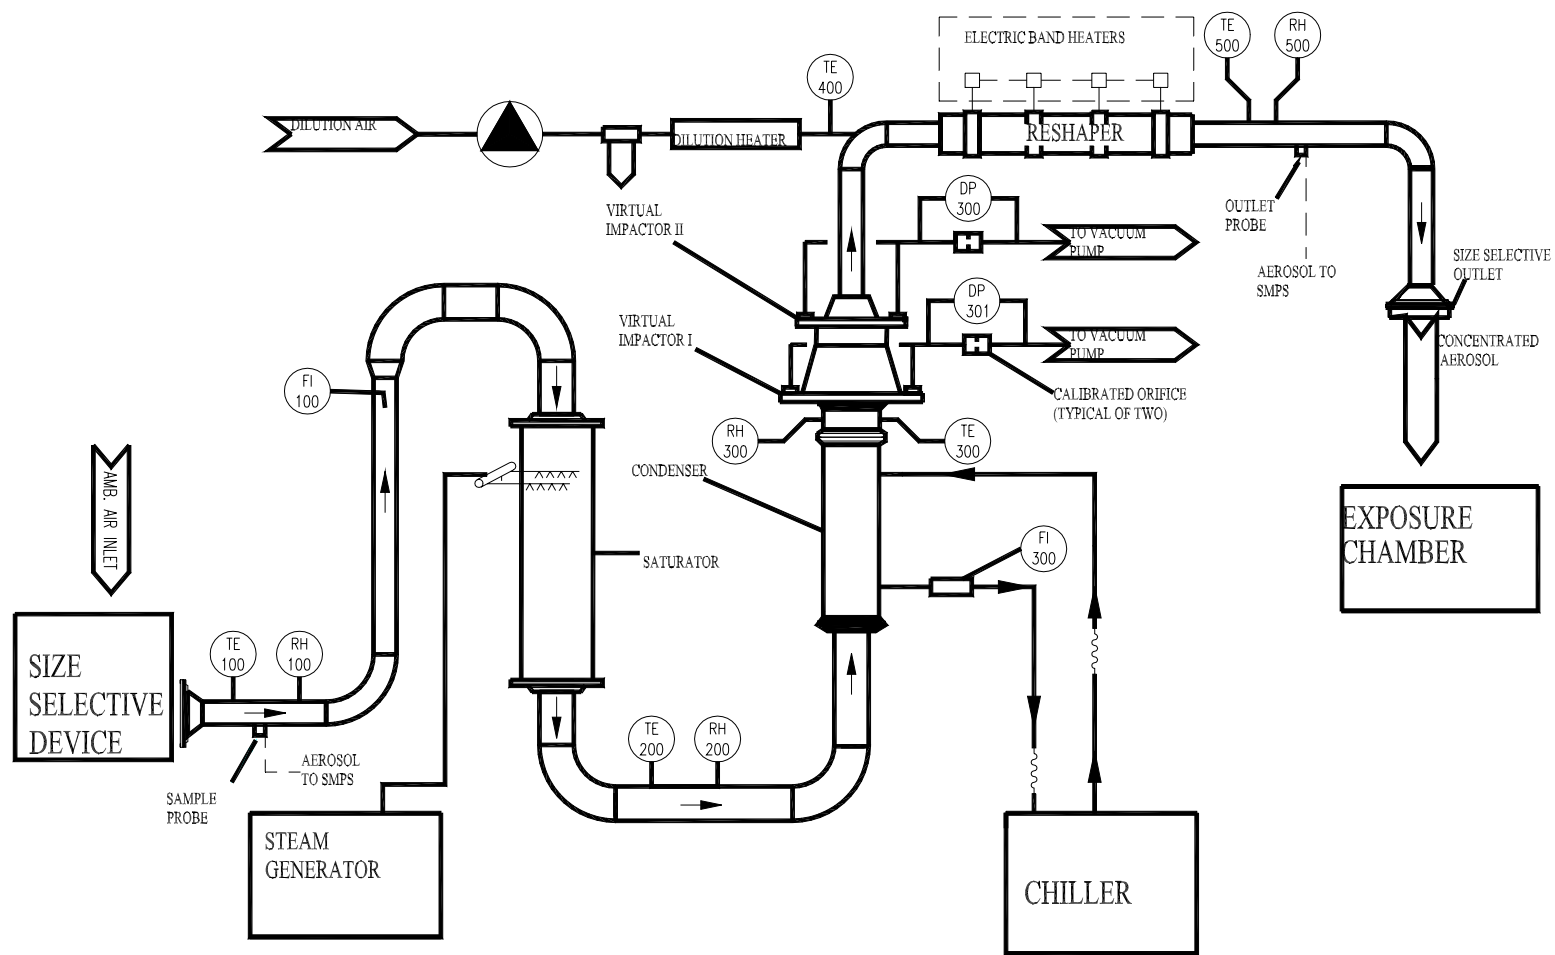 ELECTRIC BAND HEATERS
TE
500
RH
500
TE
400
DILUTION AIR
DILUTION HEATER
RESHAPER
VIRTUAL
IMPACTOR II
DP
300
TO VACUUM
PUMP
OUTLET
PROBE
AEROSOL TO
SMPS
SIZE SELECTIVE
OUTLET
VIRTUAL
IMPACTOR I
DP
301
TO VACUUM
PUMP
CONCENTRATED
AEROSOL
CALIBRATED ORIFICE
(TYPICAL OF TWO)
FI
100
RH
300
TE
300
CONDENSER
AMB. AIR INLET
EXPOSURE
CHAMBER
SATURATOR
FI
300
SIZE
SELECTIVE
DEVICE
TE
100
RH
100
TE
200
RH
200
AEROSOL
TO SMPS
SAMPLE
PROBE
STEAM
GENERATOR
CHILLER